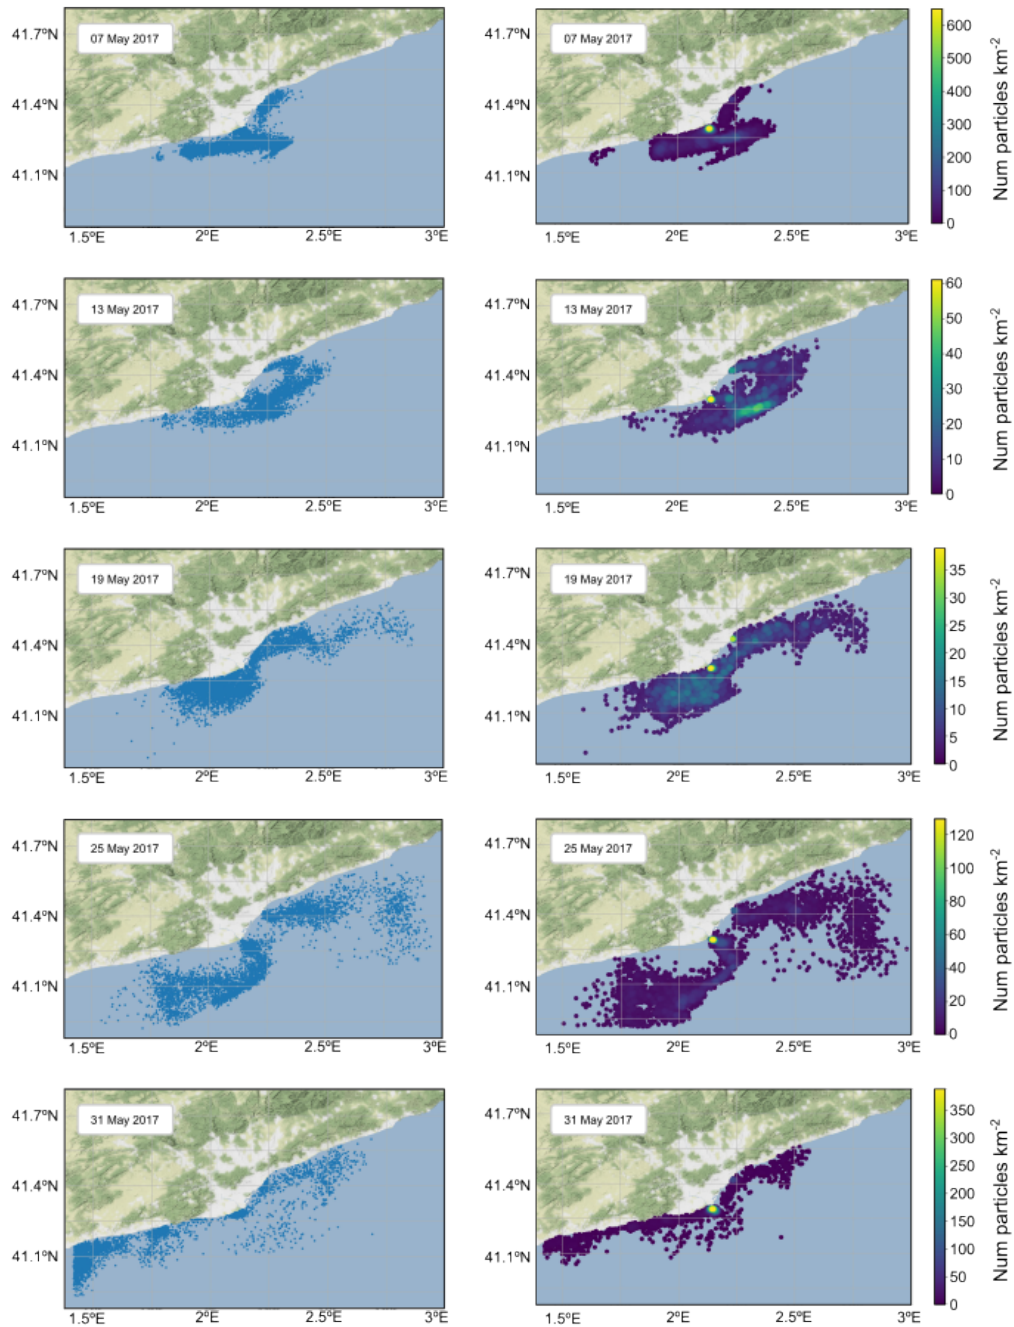 07 May 2017
41.7ºN
41.4ºN
41.1ºN
1.5ºE 2ºE 2.5ºE 3ºE
07 May 2017
41.7ºN
41.4ºN
41.1ºN
1.5ºE 2ºE 2.5ºE 3ºE
600
500
400
300
200
100
0
Num particles km-2
13 May 2017
41.7ºN
41.4ºN
41.1ºN
1.5ºE 2ºE 2.5ºE 3ºE
13 May 2017
41.7ºN
41.4ºN
41.1ºN
1.5ºE 2ºE 2.5ºE 3ºE
60
50
40
30
20
10
0
Num particles km-2
19 May 2017
41.7ºN
41.4ºN
41.1ºN
1.5ºE 2ºE 2.5ºE 3ºE
19 May 2017
41.7ºN
41.4ºN
41.1ºN
1.5ºE 2ºE 2.5ºE 3ºE
35
30
25
20
15
10
5
0
Num particles km-2
25 May 2017
41.7ºN
41.4ºN
41.1ºN
1.5ºE 2ºE 2.5ºE 3ºE
25 May 2017
41.7ºN
41.4ºN
41.1ºN
1.5ºE 2ºE 2.5ºE 3ºE
120
100
80
60
40
20
0
Num particles km-2
31 May 2017
41.7ºN
41.4ºN
41.1ºN
1.5ºE 2ºE 2.5ºE 3ºE
31 May 2017
41.7ºN
41.4ºN
41.1ºN
1.5ºE 2ºE 2.5ºE 3ºE
350
300
250
200
150
100
50
0
Num particles km-2